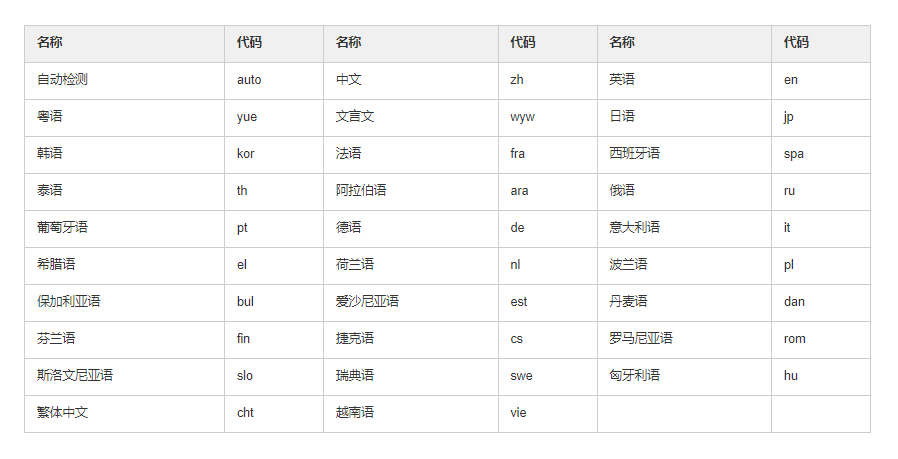 名称 代码 名称 代码 名称 代码
自动检测 auto 中文 zh 英语 en
粤语 yue 文言文 wyw 日语 jp
韩语 kor 法语 fra 西班牙语 spa
泰语 th 阿拉伯语 ara 俄语 ru
葡萄牙语 pt 德语 de 意大利语 it
希腊语 el 荷兰语 nl 波兰语 pl
保加利亚语 bul 爱沙尼亚语 est 丹麦语 dan
芬兰语 fin 捷克语 cs 罗马尼亚语 rom
斯洛文尼亚语 slo 瑞典语 swe 匈牙利语 hu
繁体中文 cht 越南语 vie